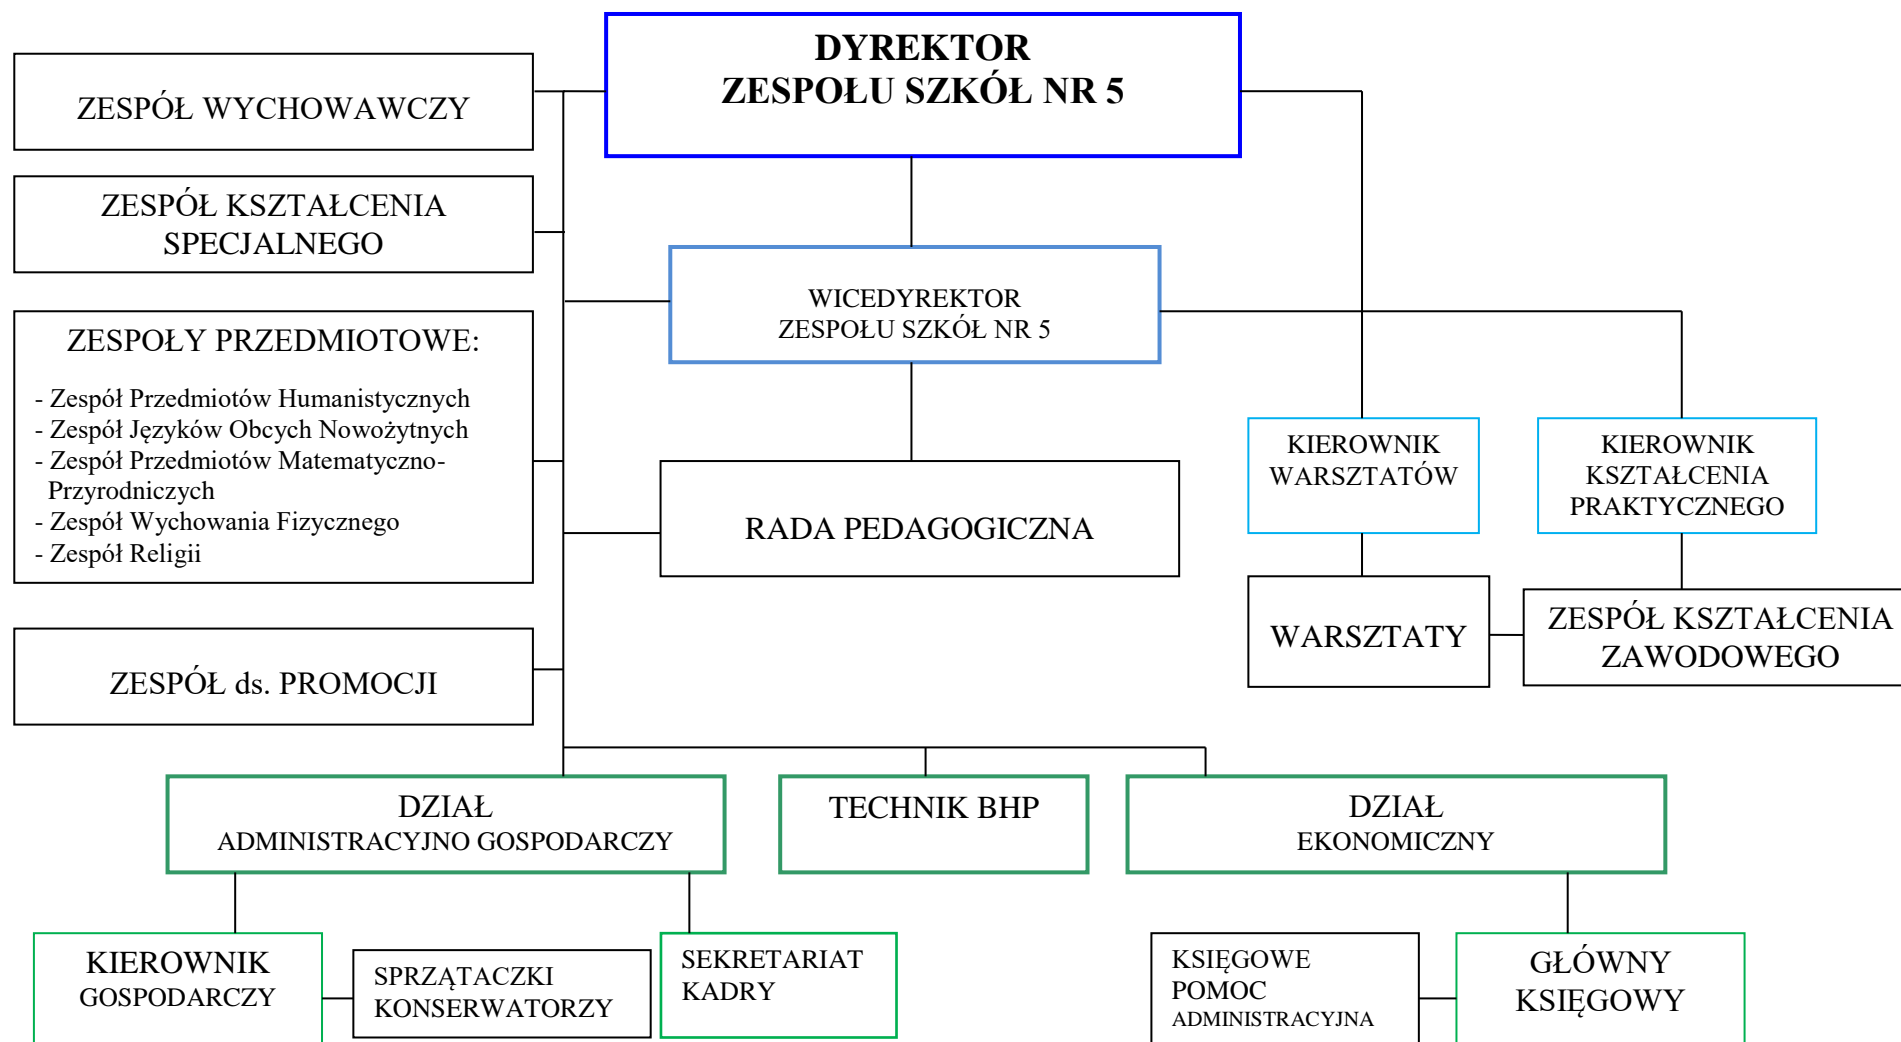 DYREKTOR
ZESPOŁU SZKÓŁ NR 5
ZESPÓŁ WYCHOWAWCZY
ZESPÓŁ KSZTAŁCENIA
SPECJALNEGO
WICEDYREKTOR
ZESPOŁU SZKÓŁ NR 5
ZESPOŁY PRZEDMIOTOWE:
- Zespół Przedmiotów Humanistycznych
- Zespół Języków Obcych Nowożytnych
- Zespół Przedmiotów Matematyczno-
Przyrodniczych
- Zespół Wychowania Fizycznego
- Zespół Religii
KIEROWNIK
WARSZTATÓW
KIEROWNIK
KSZTAŁCENIA
PRAKTYCZNEGO
RADA PEDAGOGICZNA
WARSZTATY
ZESPÓŁ KSZTAŁCENIA
ZAWODOWEGO
ZESPÓŁ ds. PROMOCJI
DZIAŁ
ADMINISTRACYJNO GOSPODARCZY
TECHNIK BHP
DZIAŁ
EKONOMICZNY
KIEROWNIK
GOSPODARCZY
SPRZĄTACZKI
KONSERWATORZY
SEKRETARIAT
KADRY
KSIĘGOWE
POMOC
ADMINISTRACYJNA
GŁÓWNY
KSIĘGOWY